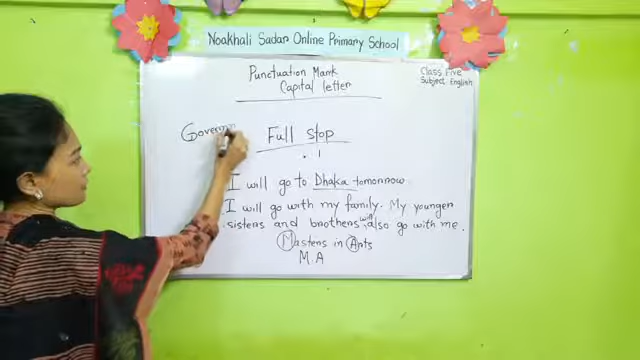 Noakhali Sadar Online Primary School
Punctuation Mark
Capital letter
Class Five
Subject: English
Full stop
. |
I will go to Dhaka tomorrow.
I will go with my family. My younger
sisters and brothers will also go with me.
Masters in Arts
M.A